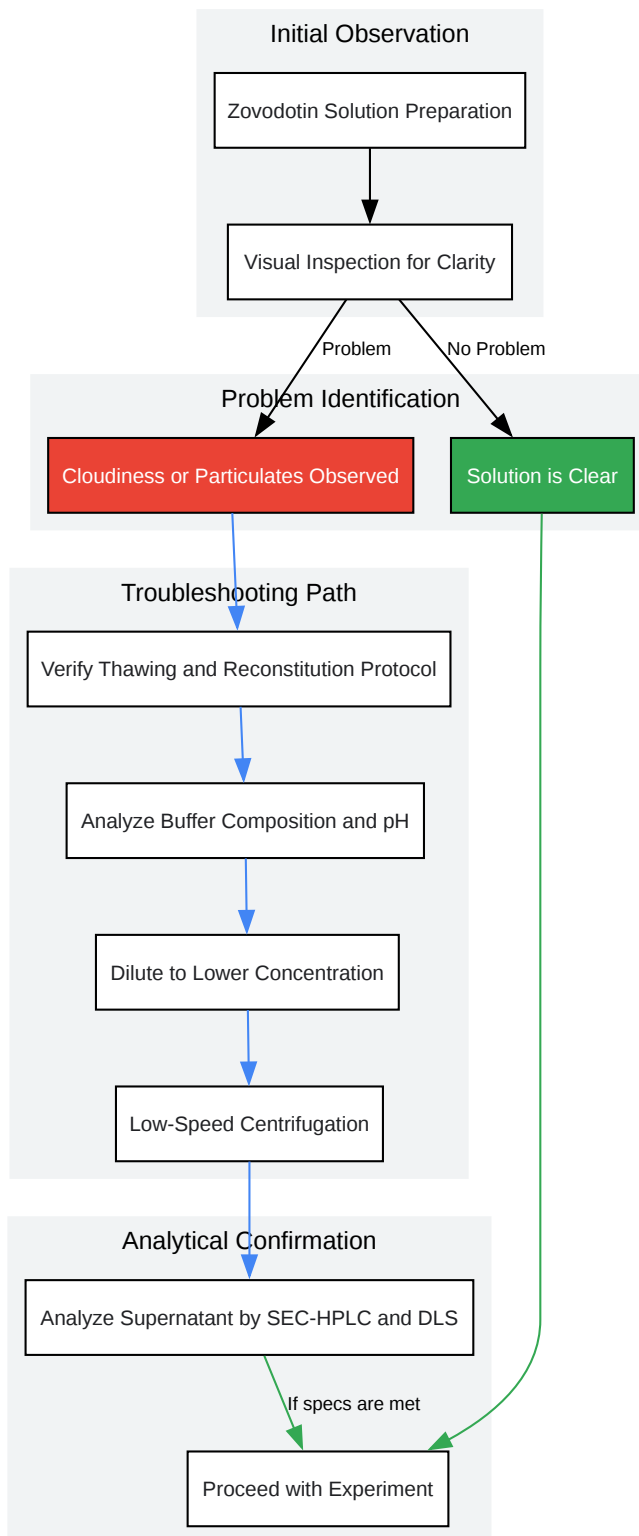 Initial Observation
Zovodotin Solution Preparation
Visual Inspection for Clarity
Problem
No Problem
Problem Identification
Cloudiness or Particulates Observed
Solution is Clear
Troubleshooting Path
Verify Thawing and Reconstitution Protocol
Analyze Buffer Composition and pH
Dilute to Lower Concentration
Low-Speed Centrifugation
Analytical Confirmation
Analyze Supernatant by SEC-HPLC and DLS
If specs are met
Proceed with Experiment